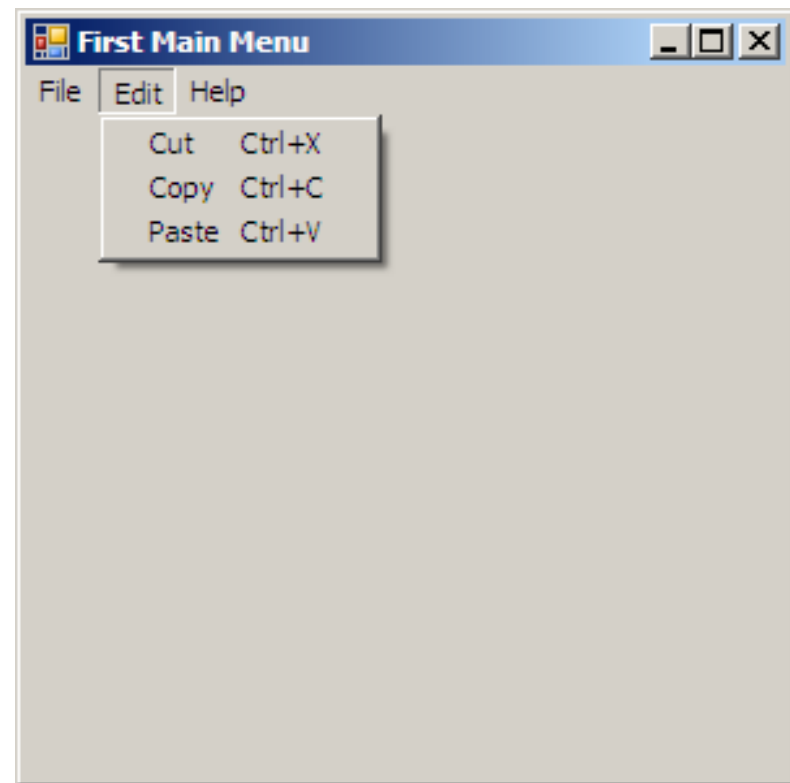 First Main Menu
File Edit Help
Cut Ctrl+X
Copy Ctrl+C
Paste Ctrl+V